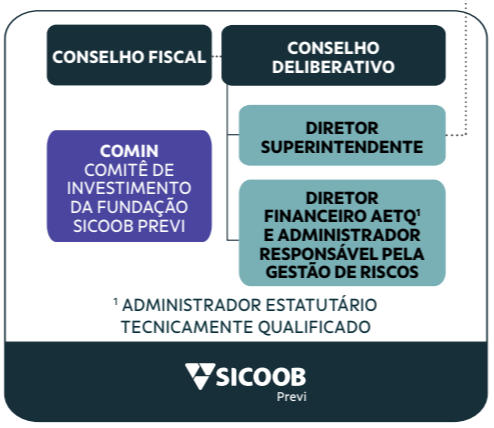 CONSELHO FISCAL
CONSELHO
DELIBERATIVO
DIRETOR
SUPERINTENDENTE
COMIN
COMITÊ DE
INVESTIMENTO
DA FUNDAÇÃO
SICOOB PREVI
DIRETOR
FINANCEIRO AETQ¹
E ADMINISTRADOR
RESPONSÁVEL PELA
GESTÃO DE RISCOS
¹ ADMINISTRADOR ESTATUTÁRIO
TECNICAMENTE QUALIFICADO
SICOOB
Previ